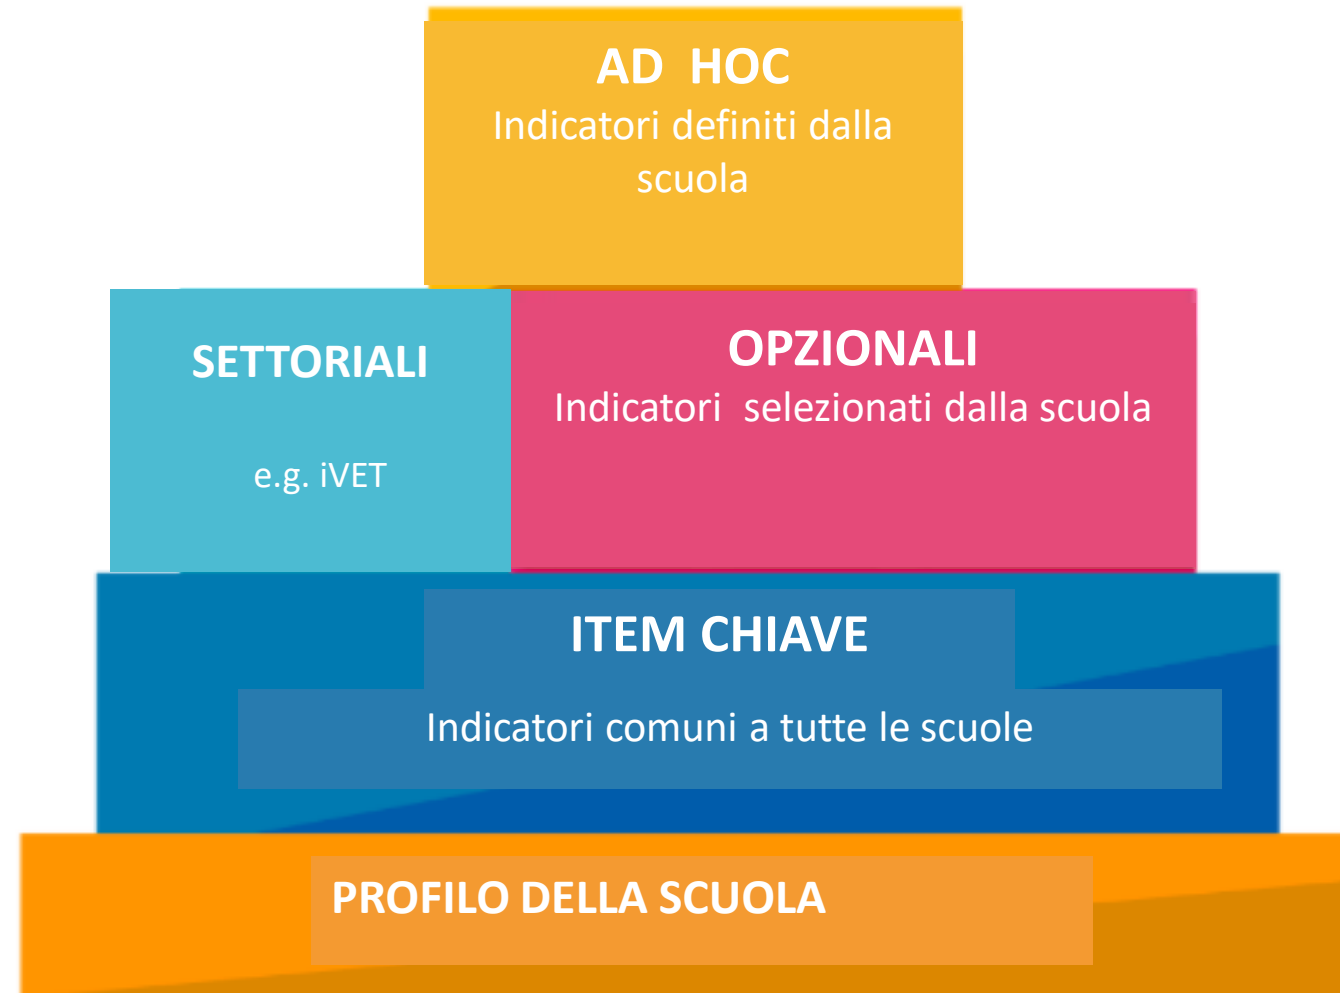 AD  HOC
Indicatori definiti dalla
scuola
SETTORIALI
e.g. iVET
OPZIONALI
Indicatori  selezionati dalla scuola
ITEM CHIAVE
Indicatori comuni a tutte le scuole
PROFILO DELLA SCUOLA